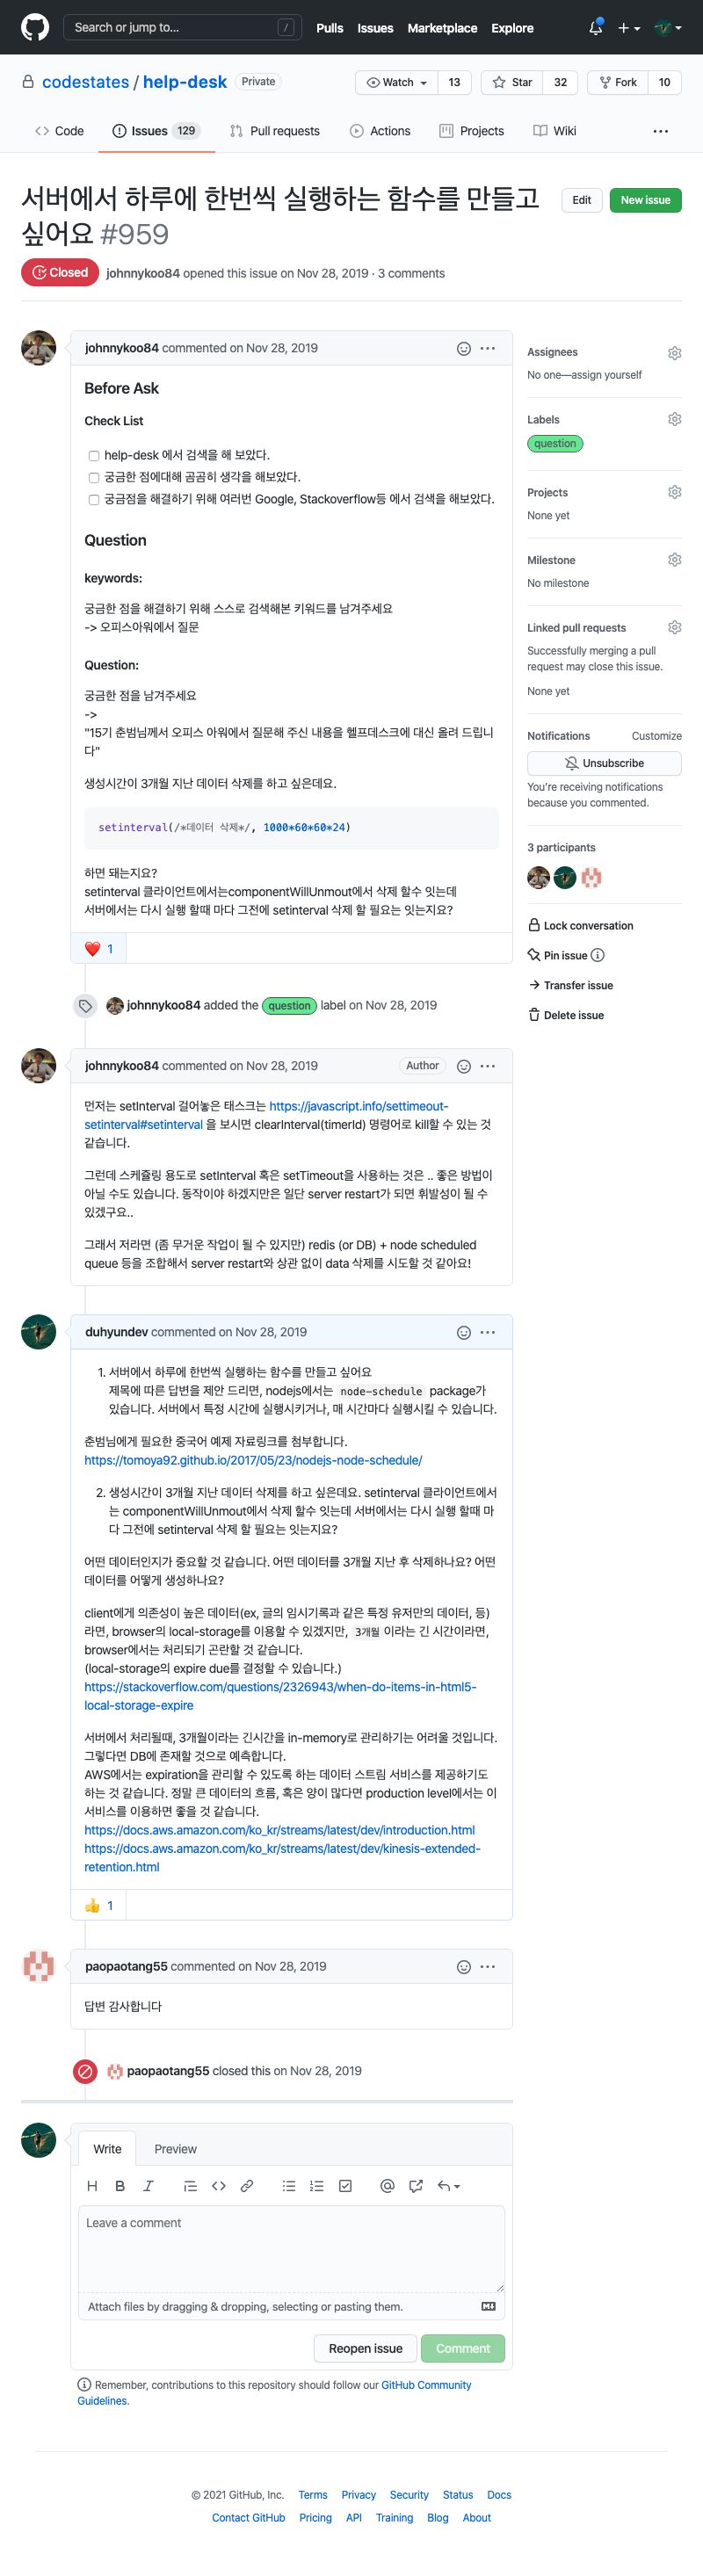 Search or jump to... /
Pulls Issues Marketplace Explore
codestates / help-desk Private
Watch 13 Star 32 Fork 10
Code Issues 129 Pull requests Actions Projects Wiki ...
서버에서 하루에 한번씩 실행하는 함수를 만들고
싶어요 #959
Edit New issue
Closed johnnykoo84 opened this issue on Nov 28, 2019 · 3 comments
johnnykoo84 commented on Nov 28, 2019
Before Ask
Check List
help-desk 에서 검색을 해 보았다.
궁금한 점에대해 곰곰히 생각을 해보았다.
궁금점을 해결하기 위해 여러번 Google, Stackoverflow등 에서 검색을 해보았다.
Question
keywords:
궁금한 점을 해결하기 위해 스스로 검색해본 키워드를 남겨주세요
-> 오피스아워에서 질문
Question:
궁금한 점을 남겨주세요
->
"15기 춘범님께서 오피스 아워에서 질문해 주신 내용을 헬프데스크에 대신 올려 드립니
다"
생성시간이 3개월 지난 데이터 삭제를 하고 싶은데요.
setinterval(/*데이터 삭제*/, 1000*60*60*24)
하면 돼는지요?
setinterval 클라이언트에서는componentWillUnmout에서 삭제 할수 잇는데
서버에서는 다시 실행 할때 마다 그전에 setinterval 삭제 할 필요는 잇는지요?
❤️ 1
Assignees
No one—assign yourself
Labels
question
Projects
None yet
Milestone
No milestone
Linked pull requests
Successfully merging a pull
request may close this issue.
None yet
Notifications Customize
Unsubscribe
You're receiving notifications
because you commented.
3 participants
Lock conversation
Pin issue
Transfer issue
Delete issue
johnnykoo84 added the question label on Nov 28, 2019
johnnykoo84 commented on Nov 28, 2019 Author
먼저는 setInterval 걸어놓은 태스크는 https://javascript.info/settimeout-
setinterval#setinterval 을 보시면 clearInterval(timerId) 명령어로 kill할 수 있는 것
같습니다.
그런데 스케쥴링 용도로 setInterval 혹은 setTimeout을 사용하는 것은 .. 좋은 방법이
아닐 수도 있습니다. 동작이야 하겠지만은 일단 server restart가 되면 휘발성이 될 수
있겠구요..
그래서 저라면 (좀 무거운 작업이 될 수 있지만) redis (or DB) + node scheduled
queue 등을 조합해서 server restart와 상관 없이 data 삭제를 시도할 것 같아요!
duhyundev commented on Nov 28, 2019
1. 서버에서 하루에 한번씩 실행하는 함수를 만들고 싶어요
제목에 따른 답변을 제안 드리면, nodejs에서는 node-schedule package가
있습니다. 서버에서 특정 시간에 실행시키거나, 매 시간마다 실행시킬 수 있습니다.
춘범님에게 필요한 중국어 예제 자료링크를 첨부합니다.
https://tomoya92.github.io/2017/05/23/nodejs-node-schedule/
2. 생성시간이 3개월 지난 데이터 삭제를 하고 싶은데요. setinterval 클라이언트에서
는 componentWillUnmout에서 삭제 할수 잇는데 서버에서는 다시 실행 할때 마
다 그전에 setinterval 삭제 할 필요는 잇는지요?
어떤 데이터인지가 중요할 것 같습니다. 어떤 데이터를 3개월 지난 후 삭제하나요? 어떤
데이터를 어떻게 생성하나요?
client에게 의존성이 높은 데이터(ex, 글의 임시기록과 같은 특정 유저만의 데이터, 등)
라면, browser의 local-storage를 이용할 수 있겠지만, 3개월 이라는 긴 시간이라면,
browser에서는 처리되기 곤란할 것 같습니다.
(local-storage의 expire due를 결정할 수 있습니다.)
https://stackoverflow.com/questions/2326943/when-do-items-in-html5-
local-storage-expire
서버에서 처리될때, 3개월이라는 긴시간을 in-memory로 관리하기는 어려울 것입니다.
그렇다면 DB에 존재할 것으로 예측합니다.
AWS에서는 expiration을 관리할 수 있도록 하는 데이터 스트림 서비스를 제공하기도
하는 것 같습니다. 정말 큰 데이터의 흐름, 혹은 양이 많다면 production level에서는 이
서비스를 이용하면 좋을 것 같습니다.
https://docs.aws.amazon.com/ko_kr/streams/latest/dev/introduction.html
https://docs.aws.amazon.com/ko_kr/streams/latest/dev/kinesis-extended-
retention.html
👍 1
paopaotang55 commented on Nov 28, 2019
답변 감사합니다
paopaotang55 closed this on Nov 28, 2019
Write Preview
H B I
Leave a comment
Attach files by dragging & dropping, selecting or pasting them.
Reopen issue Comment
Remember, contributions to this repository should follow our GitHub Community
Guidelines.
© 2021 GitHub, Inc. Terms Privacy Security Status Docs
Contact GitHub Pricing API Training Blog About